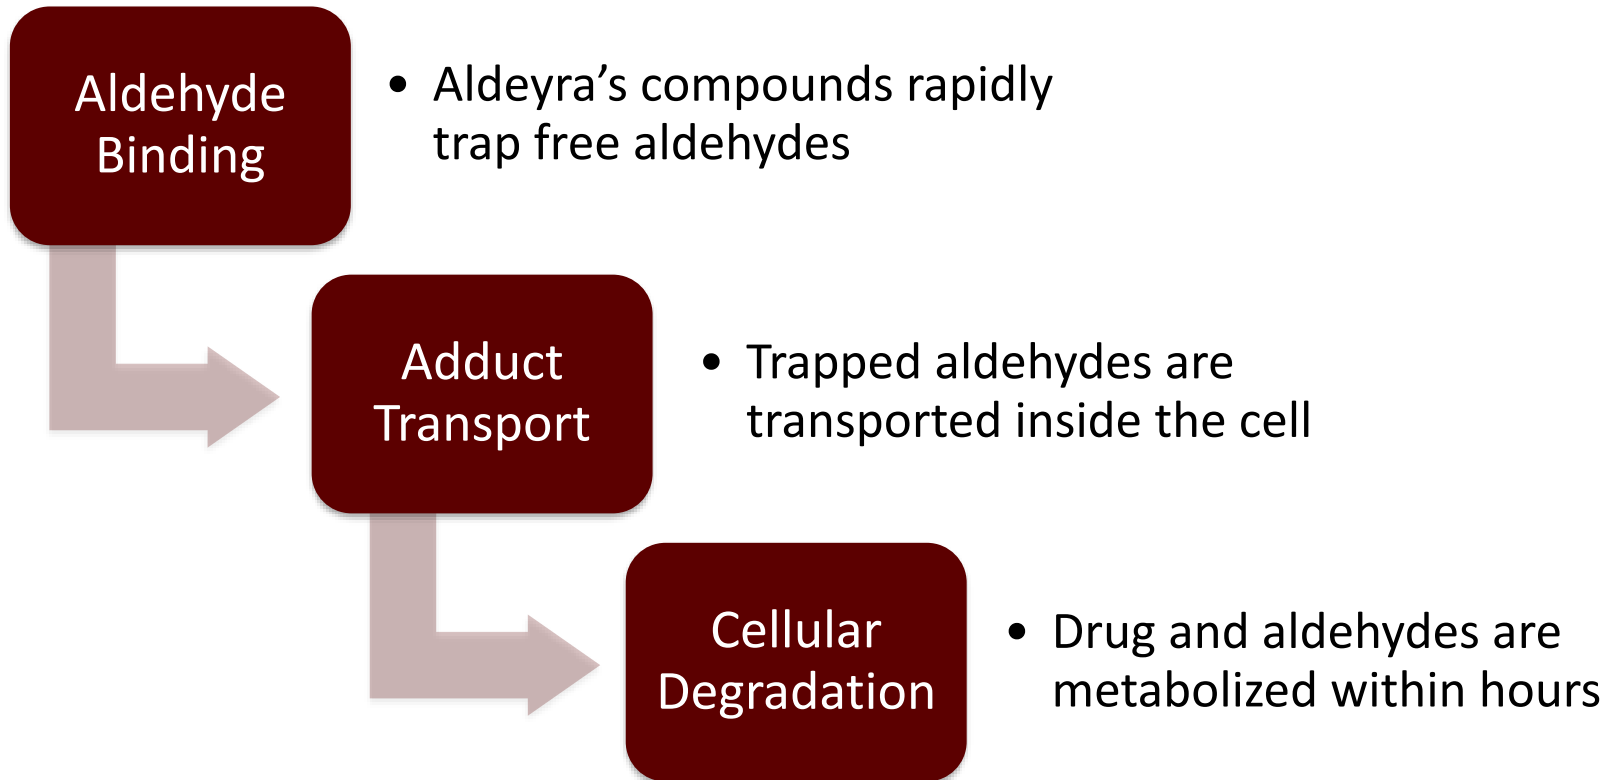 Aldehyde
Binding
• Aldeyra’s compounds rapidly
trap free aldehydes
Adduct
Transport
• Trapped aldehydes are
transported inside the cell
Cellular
Degradation
• Drug and aldehydes are
metabolized within hours